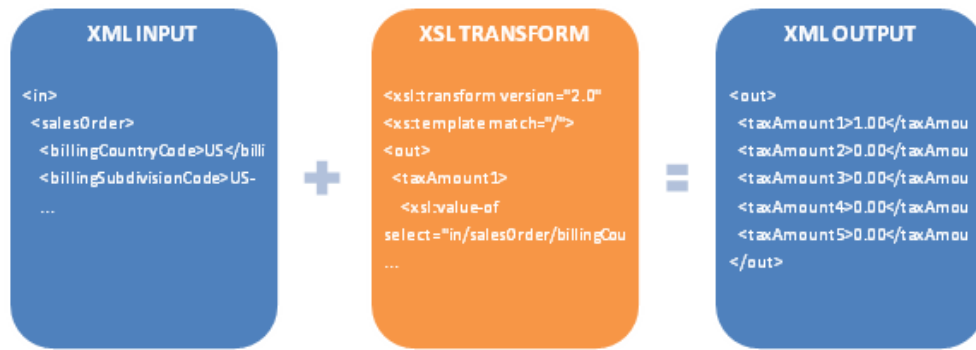 XML INPUT
<in>
<salesOrder>
<billingCountryCode>US</billi
<billingSubdivisionCode>US-
...
+
XSL TRANSFORM
<xsl:transform version="2.0"
<xs:template match="/">
<out>
<taxAmount1>
<xsl:value-of
select="in/salesOrder/billingCou
...
=
XML OUTPUT
<out>
<taxAmount1>1.00</taxAmou
<taxAmount2>0.00</taxAmou
<taxAmount3>0.00</taxAmou
<taxAmount4>0.00</taxAmou
<taxAmount5>0.00</taxAmou
</out>